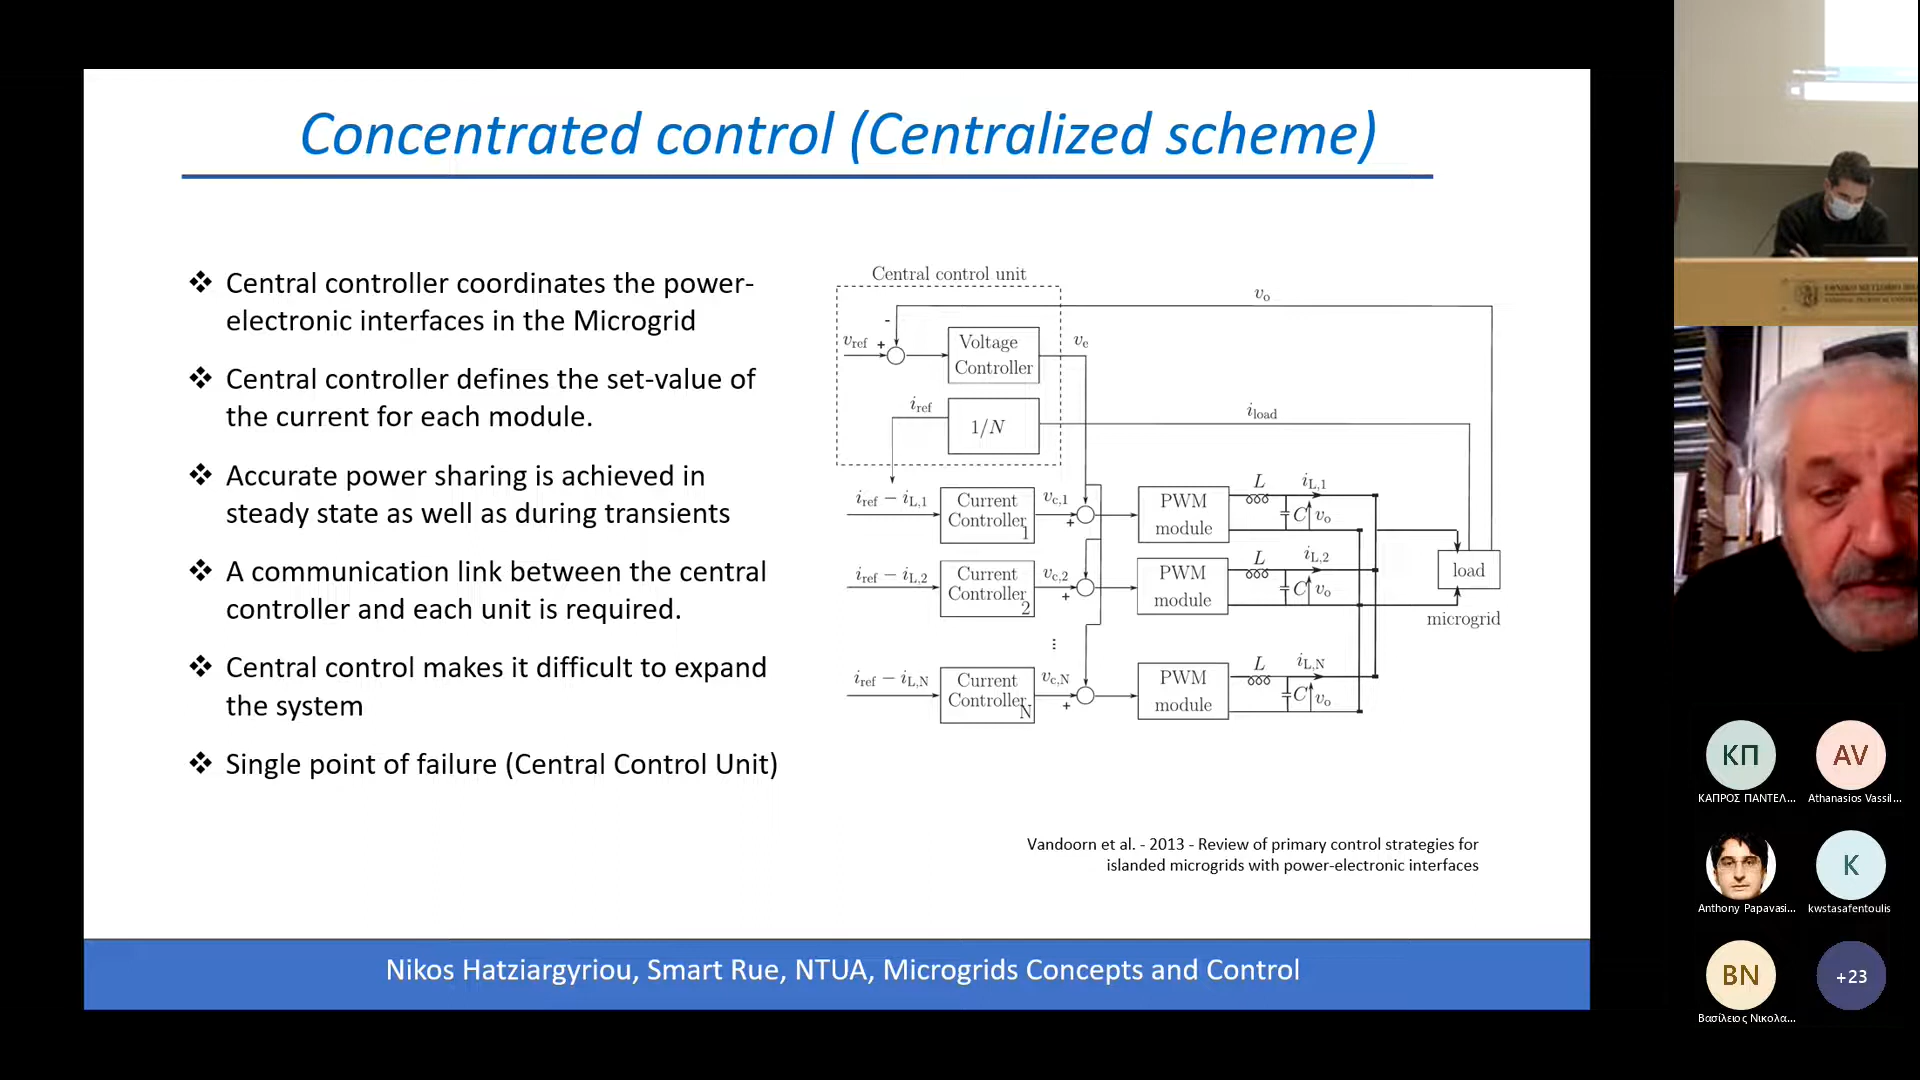 Concentrated control (Centralized scheme)
❖ Central controller coordinates the power-
electronic interfaces in the Microgrid
❖ Central controller defines the set-value of
the current for each module.
❖ Accurate power sharing is achieved in
steady state as well as during transients
❖ A communication link between the central
controller and each unit is required.
❖ Central control makes it difficult to expand
the system
❖ Single point of failure (Central Control Unit)
Central control unit
vo
-
vref +
Voltage
Controller
ve
iref
1/N
iload
iref − iL,1
Current
Controller
1
vc,1
+
PWM
module
L
iL,1
C
vo
iref − iL,2
Current
Controller
2
vc,2
+
PWM
module
L
iL,2
C
vo
load
microgrid
⋮
iref − iL,N
Current
Controller
N
vc,N
+
PWM
module
L
iL,N
C
vo
Vandoorn et al. - 2013 - Review of primary control strategies for
islanded microgrids with power-electronic interfaces
Nikos Hatziargyriou, Smart Rue, NTUA, Microgrids Concepts and Control
ΚΠ
ΚΑΠΡΟΣ ΠΑΝΤΕΛ...
AV
Athanasios Vassil...
Anthony Papavasi...
K
kwstasafentoulis
BN
Βασίλειος Νικολα...
+23